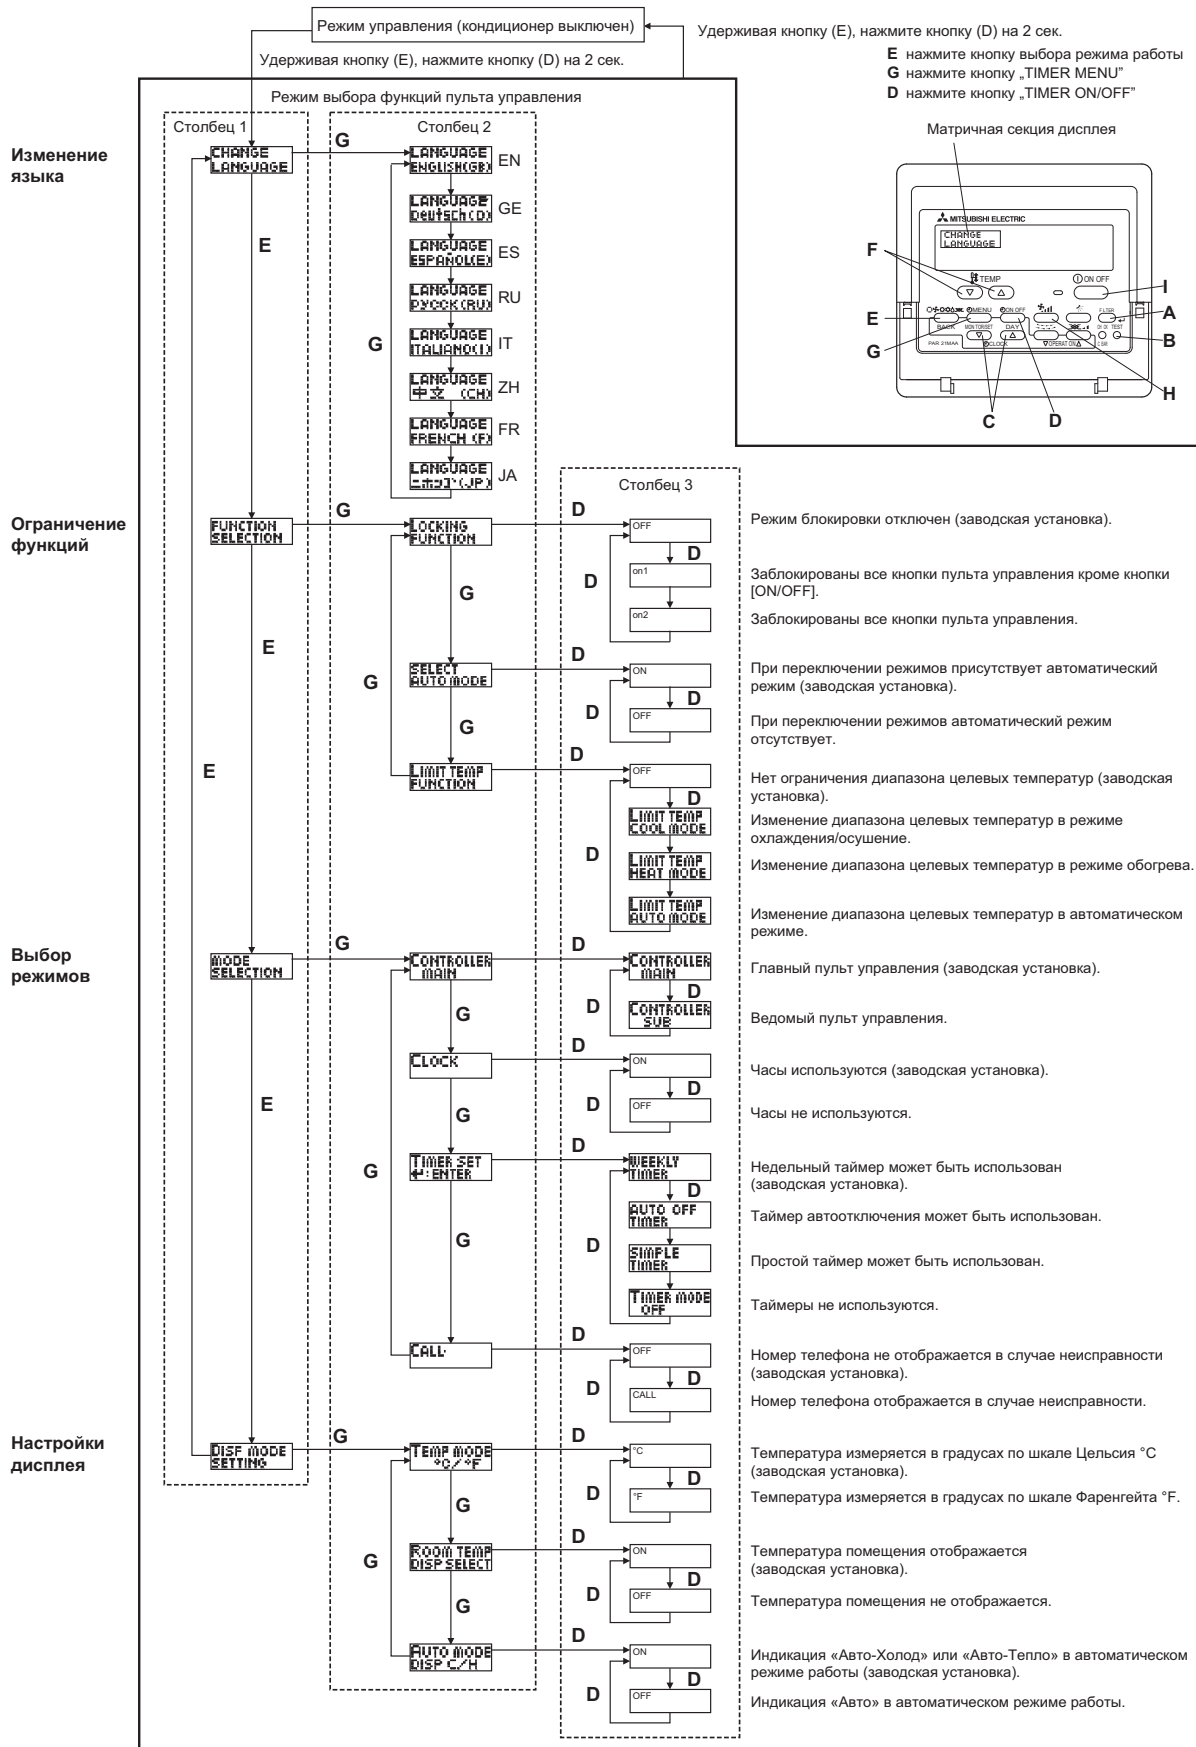 Режим управления (кондиционер выключен)
Удерживая кнопку (E), нажмите кнопку (D) на 2 сек.
Удерживая кнопку (E), нажмите кнопку (D) на 2 сек.
E нажмите кнопку выбора режима работы
G нажмите кнопку „TIMER MENU”
D нажмите кнопку „TIMER ON/OFF”
Матричная секция дисплея
MITSUBISHI ELECTRIC
CHANGE
LANGUAGE
TEMP
ON OFF
MENU
ON OFF
F LTER
BACK
MON TOR/SET
DAY
CH CK TEST
PAR 21MAA
CLOCK
OPERAT ON
C EAR
F
E
G
C
D
I
A
B
H
Режим выбора функций пульта управления
Столбец 1
Столбец 2
Изменение
языка
CHANGE
LANGUAGE
G
E
LANGUAGE
ENGLISH(GB)
EN
LANGUAGE
Deutsch(D)
GE
LANGUAGE
ESPAÑOL(E)
ES
LANGUAGE
РУССК(RU)
RU
LANGUAGE
ITALIANO(I)
IT
G
LANGUAGE
中文 (CH)
ZH
LANGUAGE
FRENCH (F)
FR
LANGUAGE
ニホンゴ(JP)
JA
Столбец 3
Ограничение
функций
FUNCTION
SELECTION
G
LOCKING
FUNCTION
D
OFF
Режим блокировки отключен (заводская установка).
D
D
on1
Заблокированы все кнопки пульта управления кроме кнопки
[ON/OFF].
G
on2
Заблокированы все кнопки пульта управления.
E
G
SELECT
AUTO MODE
D
ON
При переключении режимов присутствует автоматический
режим (заводская установка).
D
D
OFF
При переключении режимов автоматический режим
отсутствует.
G
E
LIMIT TEMP
FUNCTION
D
OFF
Нет ограничения диапазона целевых температур (заводская
установка).
D
LIMIT TEMP
COOL MODE
Изменение диапазона целевых температур в режиме
охлаждения/осушение.
D
LIMIT TEMP
HEAT MODE
Изменение диапазона целевых температур в режиме обогрева.
LIMIT TEMP
AUTO MODE
Изменение диапазона целевых температур в автоматическом
режиме.
Выбор
режимов
MODE
SELECTION
G
CONTROLLER
MAIN
D
CONTROLLER
MAIN
Главный пульт управления (заводская установка).
D
D
CONTROLLER
SUB
Ведомый пульт управления.
G
CLOCK
D
ON
Часы используются (заводская установка).
D
D
OFF
Часы не используются.
E
G
TIMER SET
↵:ENTER
D
WEEKLY
TIMER
Недельный таймер может быть использован
(заводская установка).
G
D
AUTO OFF
TIMER
Таймер автоотключения может быть использован.
G
D
SIMPLE
TIMER
Простой таймер может быть использован.
TIMER MODE
OFF
Таймеры не используются.
CALL
D
OFF
Номер телефона не отображается в случае неисправности
(заводская установка).
D
D
CALL
Номер телефона отображается в случае неисправности.
Настройки
дисплея
DISP MODE
SETTING
G
TEMP MODE
°C/°F
D
°C
Температура измеряется в градусах по шкале Цельсия °C
(заводская установка).
D
D
°F
Температура измеряется в градусах по шкале Фаренгейта °F.
G
G
ROOM TEMP
DISP SELECT
D
ON
Температура помещения отображается
(заводская установка).
D
D
OFF
Температура помещения не отображается.
G
AUTO MODE
DISP C/H
D
ON
Индикация «Авто-Холод» или «Авто-Тепло» в автоматическом
режиме работы (заводская установка).
D
D
OFF
Индикация «Авто» в автоматическом режиме работы.